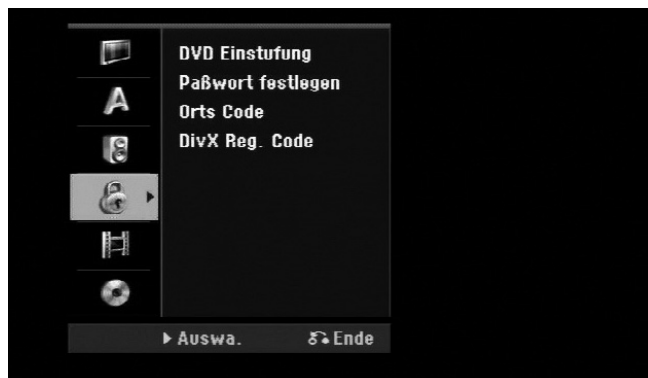 DVD Einstufung
Paßwort festlegen
Orts Code
DivX Reg. Code
Auswa. Ende